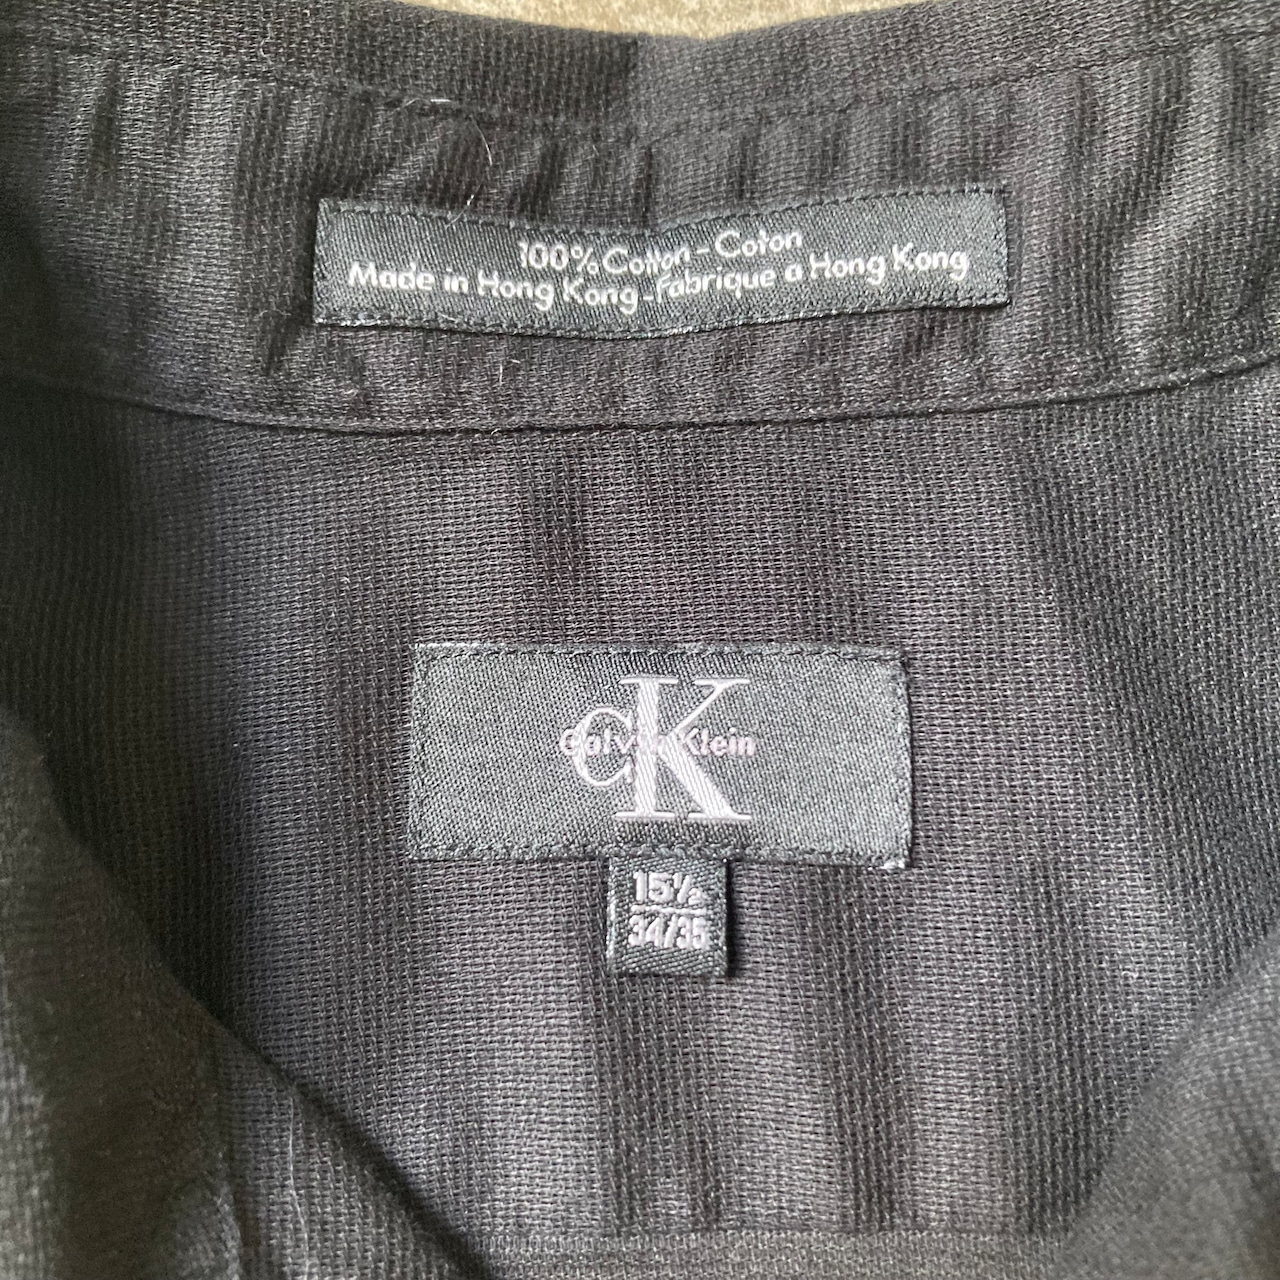 100% Cotton - Coton
Made in Hong Kong - Fabrique a Hong Kong
CK
Calvin Klein
15½
34/35